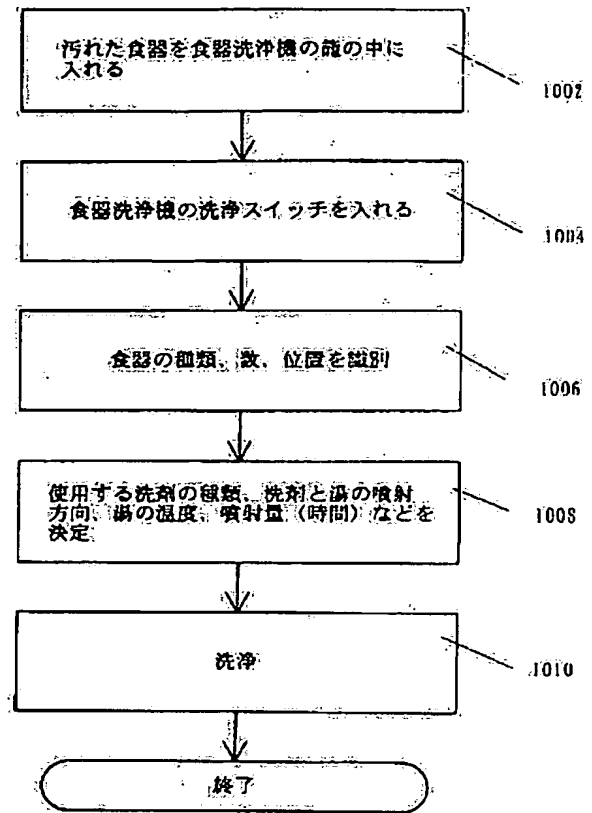 汚れた食器を食器洗浄機の籠の中に
入れる
1002
食器洗浄機の洗浄スイッチを入れる
1004
食器の種類、数、位置を識別
1006
使用する洗剤の種類、洗剤と湯の噴射
方向、湯の温度、噴射量（時間）などを
決定
1008
洗浄
1010
終了